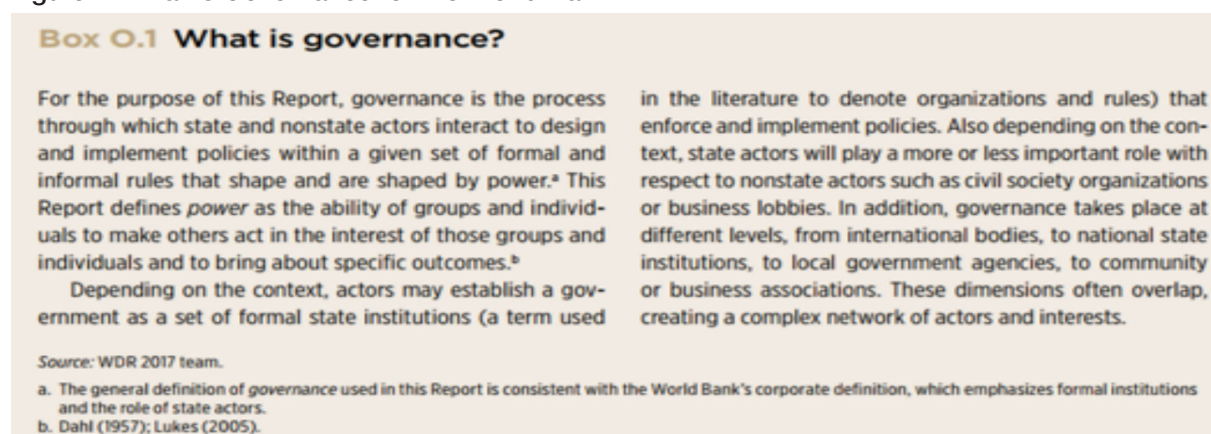 Box O.1 What is governance?
For the purpose of this Report, governance is the process
through which state and nonstate actors interact to design
and implement policies within a given set of formal and
informal rules that shape and are shaped by power.ᵃ This
Report defines power as the ability of groups and individ-
uals to make others act in the interest of those groups and
individuals and to bring about specific outcomes.ᵇ
Depending on the context, actors may establish a gov-
ernment as a set of formal state institutions (a term used
in the literature to denote organizations and rules) that
enforce and implement policies. Also depending on the con-
text, state actors will play a more or less important role with
respect to nonstate actors such as civil society organizations
or business lobbies. In addition, governance takes place at
different levels, from international bodies, to national state
institutions, to local government agencies, to community
or business associations. These dimensions often overlap,
creating a complex network of actors and interests.
Source: WDR 2017 team.
a. The general definition of governance used in this Report is consistent with the World Bank's corporate definition, which emphasizes formal institutions
and the role of state actors.
b. Dahl (1957); Lukes (2005).